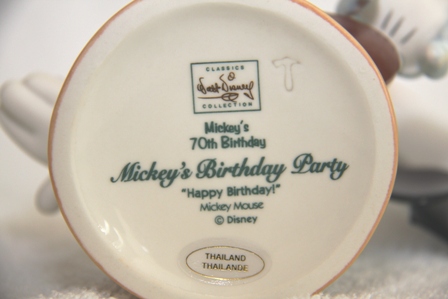 CLASSICS
Walt Disney
COLLECTION
Mickey's
70th Birthday
Mickey's Birthday Party
"Happy Birthday!"
Mickey Mouse
© Disney
THAILAND
THAILANDE